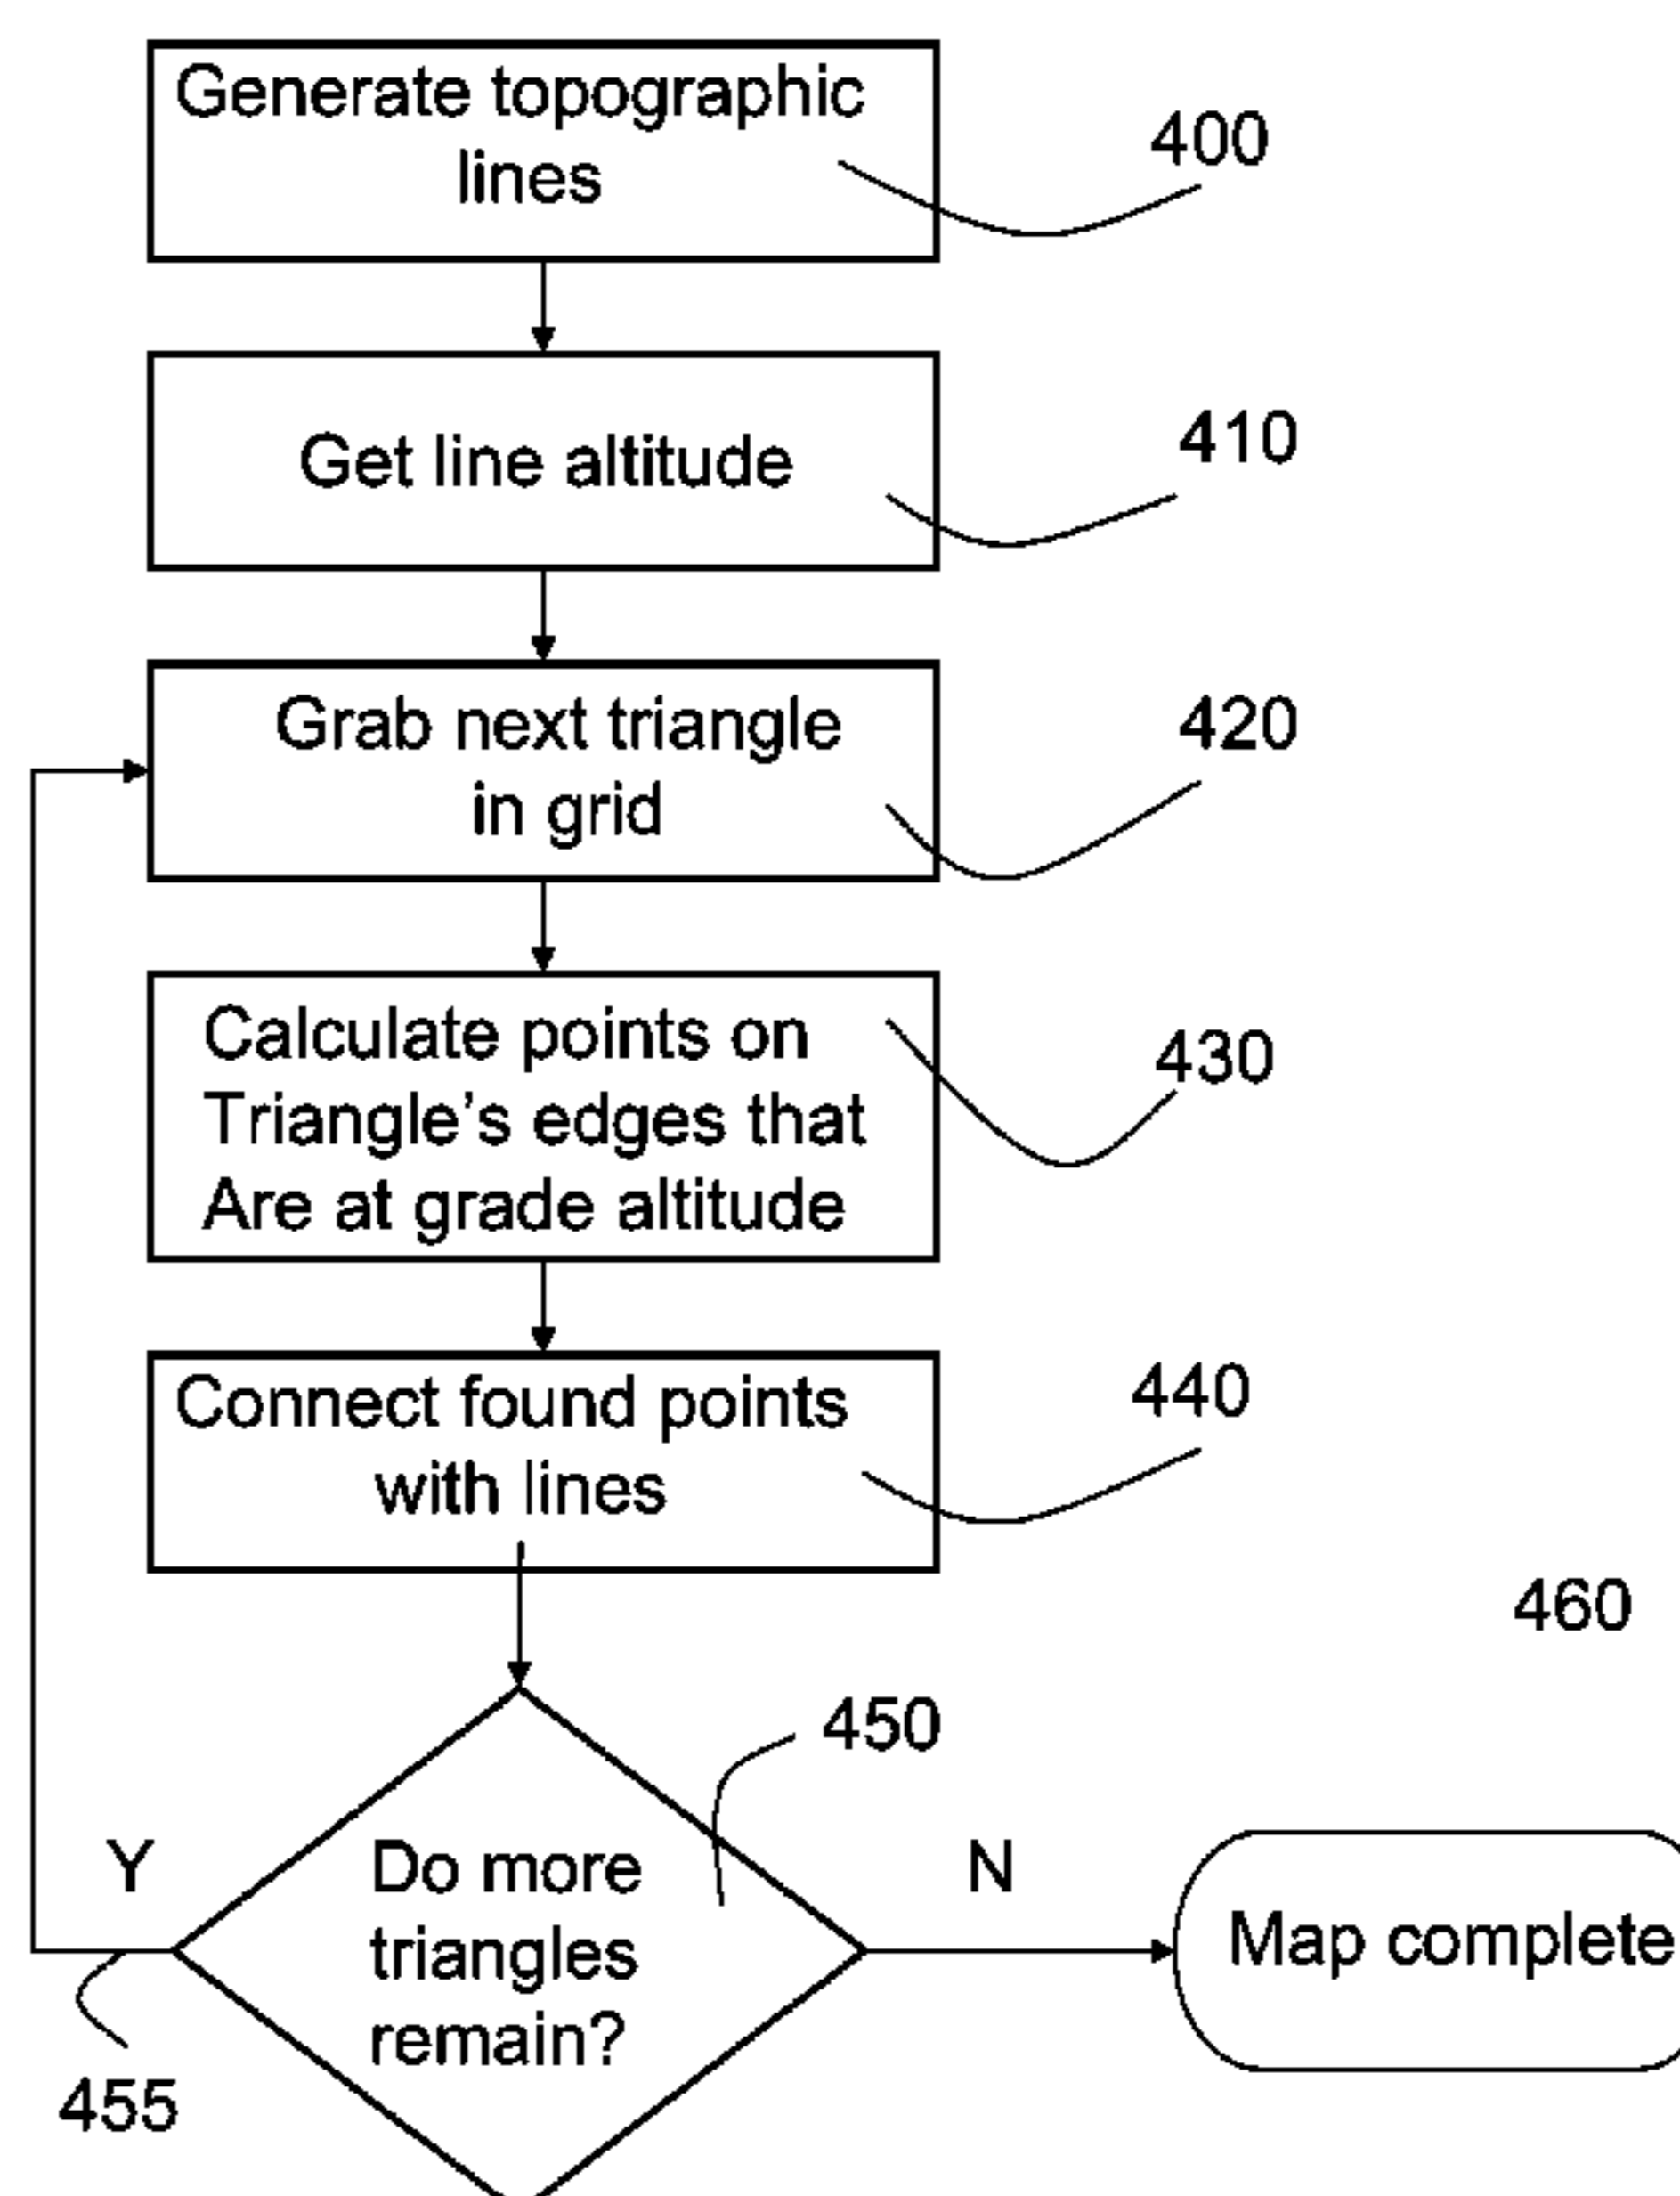 Generate topographic
lines
400
Get line altitude
410
Grab next triangle
in grid
420
Calculate points on
Triangle's edges that
Are at grade altitude
430
Connect found points
with lines
440
460
450
Y
Do more
triangles
remain?
N
Map complete
455